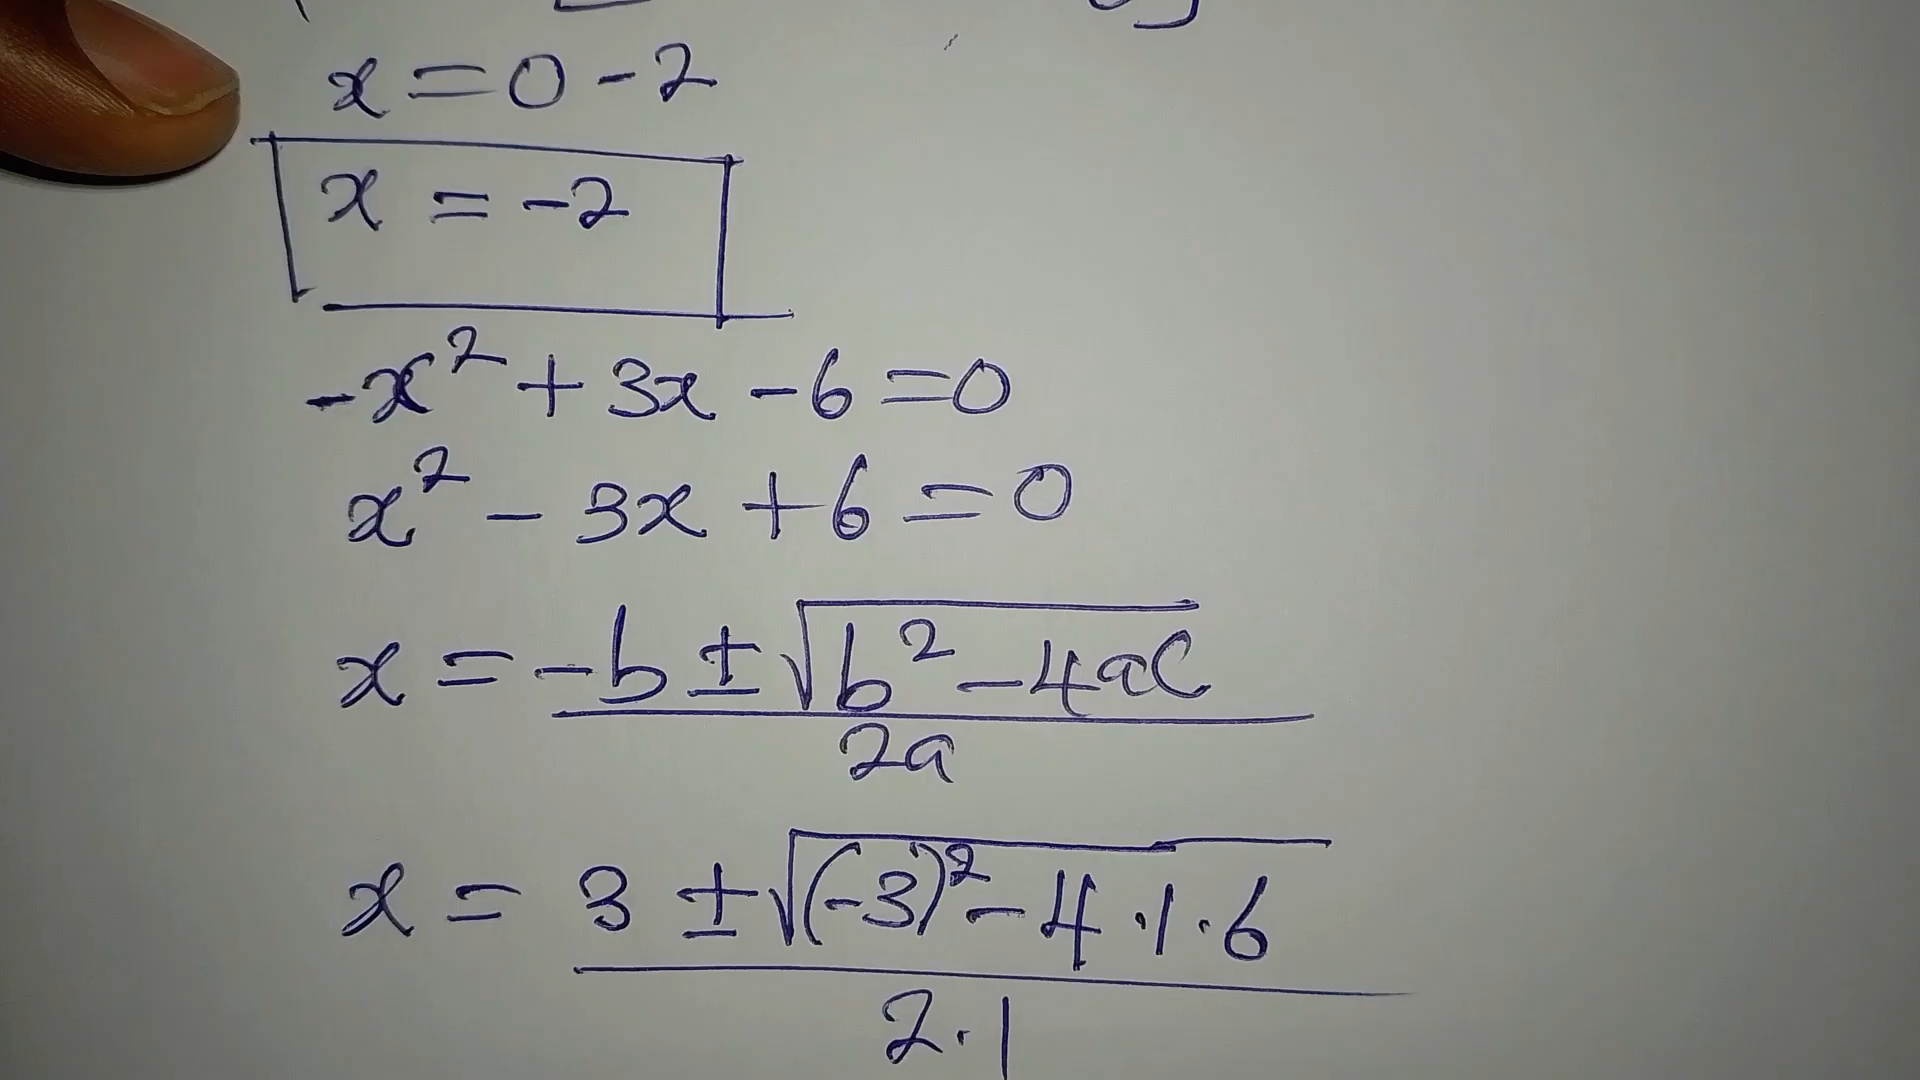 x = 0 - 2
x = -2
-x² + 3x - 6 = 0
x² - 3x + 6 = 0
x = -b ± √b² - 4ac
2a
x = 3 ± √(-3)² - 4 · 1 · 6
2 · 1